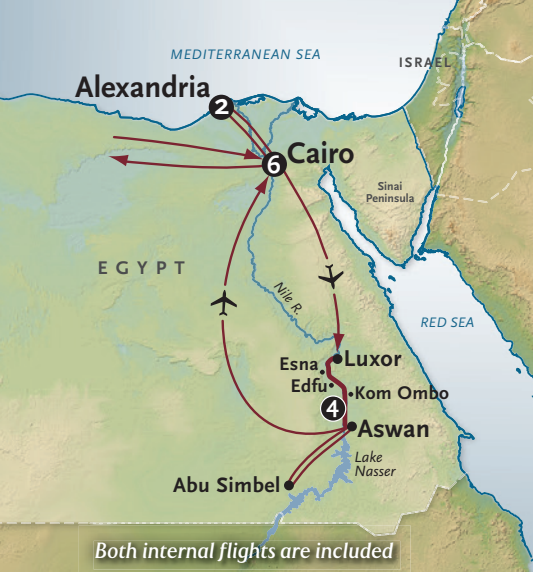 MEDITERRANEAN SEA
ISRAEL
Alexandria
2
6 Cairo
Sinai
Peninsula
EGYPT
Nile R.
RED SEA
Luxor
Esna
Edfu
Kom Ombo
4
Aswan
Lake
Nasser
Abu Simbel
Both internal flights are included